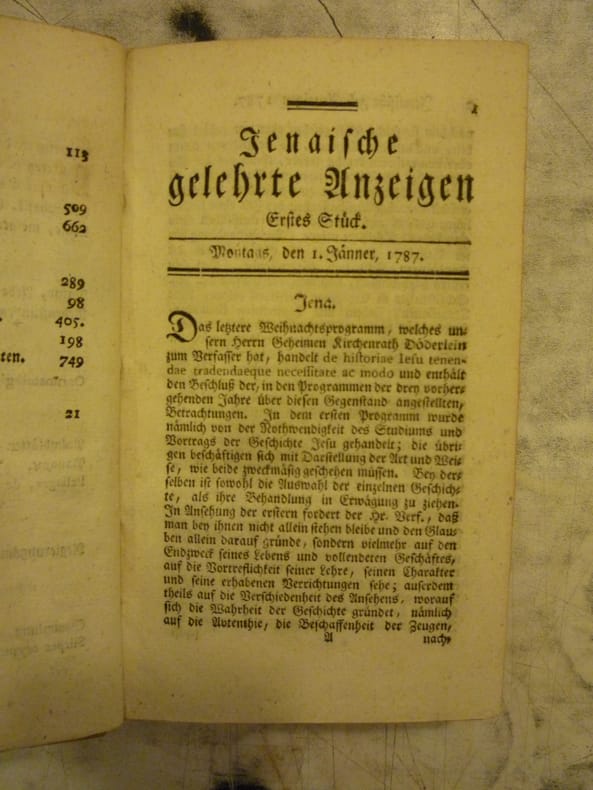 113
509
662
289
98
405.
ten. 749
21
1
Jenaiſche
gelehrte Anzeigen
Erſtes Stück.
Montags, den 1. Jänner, 1787.
Jena.
Das letztere Weihnachtsprogramm, welches un⸗
ſern Herrn Geheimen Kirchenrath Döderlein
zum Verfaſſer hat, handelt de hiſtoriae Ieſu tenen-
dae tradendaeque neceſſitate ac modo und enthält
den Beſchluß der, in den Programmen der drey vorher⸗
gehenden Jahre über dieſen Gegenſtand angeſtellten,
Betrachtungen. In dem erſten Programm wurde
nämlich von der Nothwendigkeit des Studiums und
Vortrags der Geſchichte Jeſu gehandelt; die übri⸗
gen beſchäftigen ſich mit Darſtellung der Art und Wei⸗
ſe, wie beide zweckmäſig geſchehen müſſen. Bey der⸗
ſelben iſt ſowohl die Auswahl der einzelnen Geſchich⸗
te, als ihre Behandlung in Erwägung zu ziehen.
In Anſehung der erſtern fordert der Hr. Verf., daß
man bey ihnen nicht allein ſtehen bleibe und den Glau⸗
ben allein darauf gründe, ſondern vielmehr auf den
Endzweck ſeines Lebens und vollendeten Geſchäftes,
auf die Vortreflichkeit ſeiner Lehre, ſeinen Charakter
und ſeine erhabenen Verrichtungen ſehe; auſerdem
theils auf die Verſchiedenheit des Anſehens, worauf
ſich die Wahrheit der Geſchichte gründet, nämlich
auf die Avtenthie, die Beſchaffenheit der Zeugen,
A nach⸗